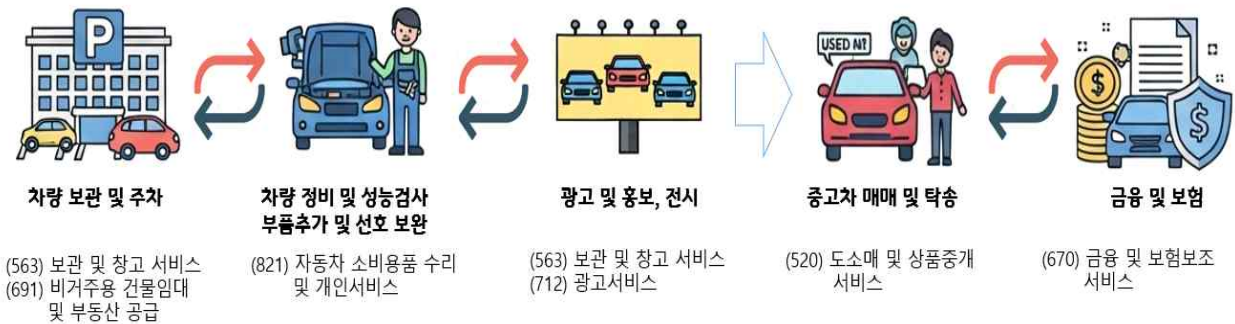 P
USED N?
차량 보관 및 주차
(563) 보관 및 창고 서비스
(691) 비거주용 건물임대
및 부동산 공급
차량 정비 및 성능검사
부품추가 및 선호 보완
(821) 자동차 소비용품 수리
및 개인서비스
광고 및 홍보, 전시
(563) 보관 및 창고 서비스
(712) 광고서비스
중고차 매매 및 탁송
(520) 도소매 및 상품중개
서비스
금융 및 보험
(670) 금융 및 보험보조
서비스
$
$